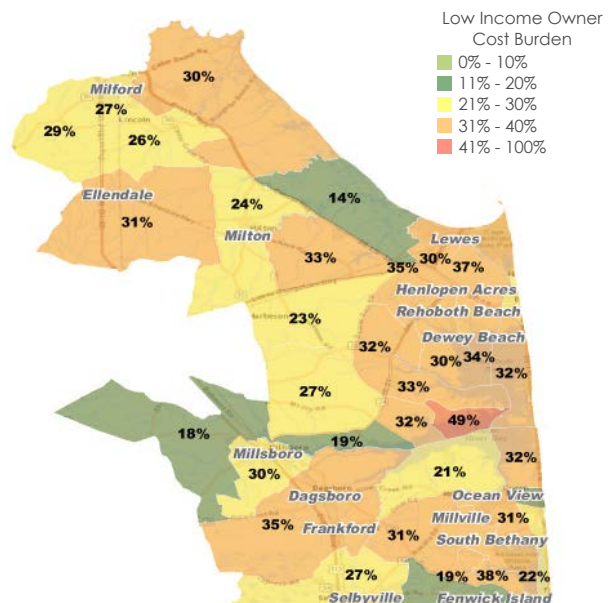 Low Income Owner
Cost Burden
0% - 10%
11% - 20%
21% - 30%
31% - 40%
41% - 100%
30%
Milford
27%
29%
Lincoln
26%
14%
Ellendale
24%
31%
Milton
33%
Lewes
30%
35%
37%
Henlopen Acres
Rehoboth Beach
23%
32%
Dewey Beach
34%
30%
32%
33%
27%
32%
49%
18%
19%
Millsboro
32%
30%
21%
Dagsboro
Ocean View
35%
Frankford
Millville
31%
31%
South Bethany
27%
19%
38%
22%
Selbyville
Fenwick Island